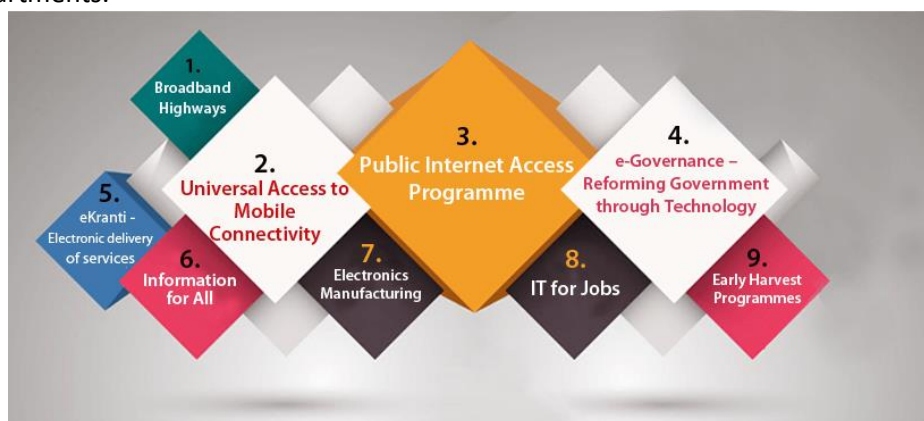 1.
Broadband
Highways
2.
Universal Access to
Mobile
Connectivity
3.
Public Internet Access
Programme
4.
e-Governance –
Reforming Government
through Technology
5.
eKranti -
Electronic delivery
of services
6.
Information
for All
7.
Electronics
Manufacturing
8.
IT for Jobs
9.
Early Harvest
Programmes